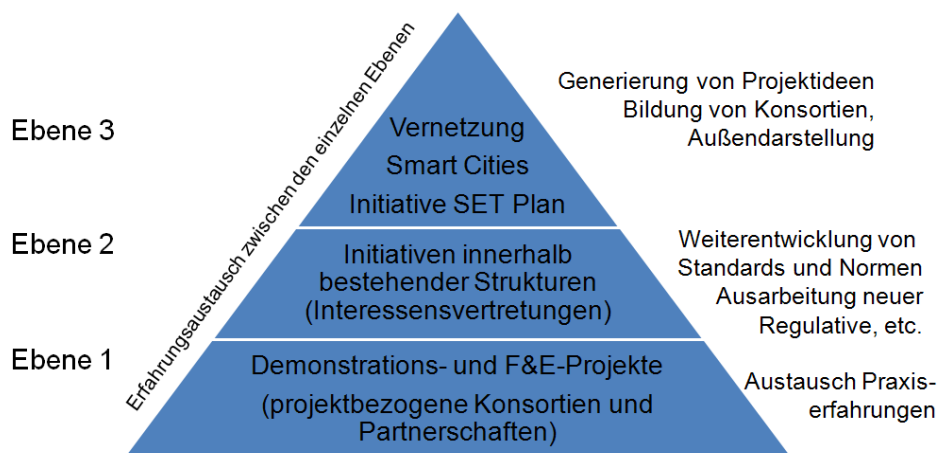 Erfahrungsaustausch zwischen den einzelnen Ebenen
Ebene 3
Vernetzung
Smart Cities
Initiative SET Plan
Generierung von Projektideen
Bildung von Konsortien,
Außendarstellung
Ebene 2
Initiativen innerhalb
bestehender Strukturen
(Interessensvertretungen)
Weiterentwicklung von
Standards und Normen
Ausarbeitung neuer
Regulative, etc.
Ebene 1
Demonstrations- und F&E-Projekte
(projektbezogene Konsortien und
Partnerschaften)
Austausch Praxis-
erfahrungen